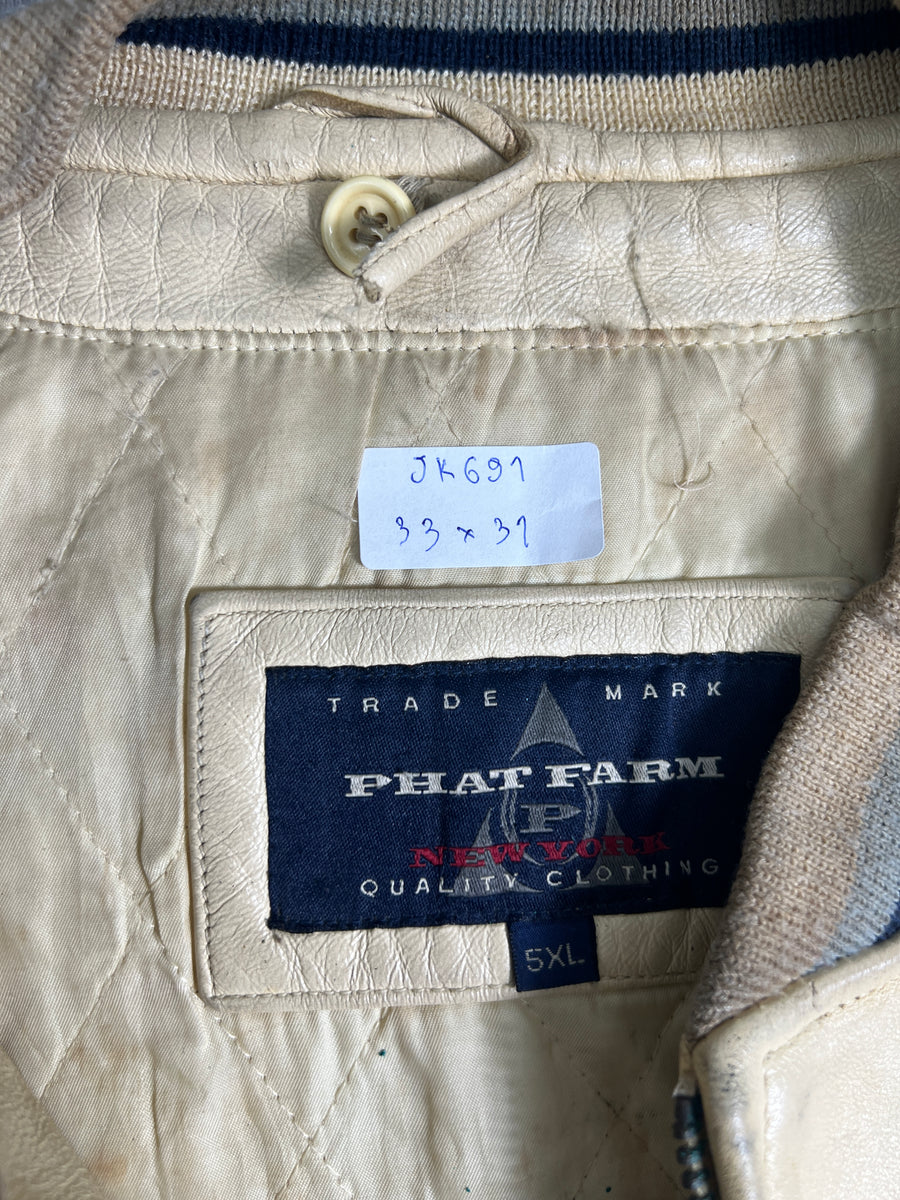 JK691
33 x 31
TRADE MARK
PHAT FARM
P
NEW YORK
QUALITY CLOTHING
5XL